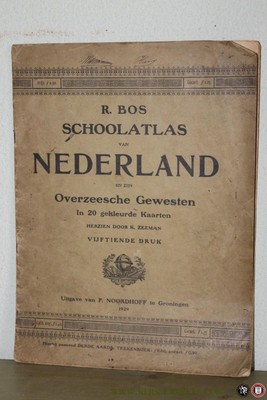 R. BOS
SCHOOLATLAS
VAN
NEDERLAND
EN ZIJN
Overzeesche Gewesten
In 20 gekleurde Kaarten
HERZIEN DOOR K. ZEEMAN
VIJFTIENDE DRUK
Uitgave van P. NOORDHOFF te Groningen